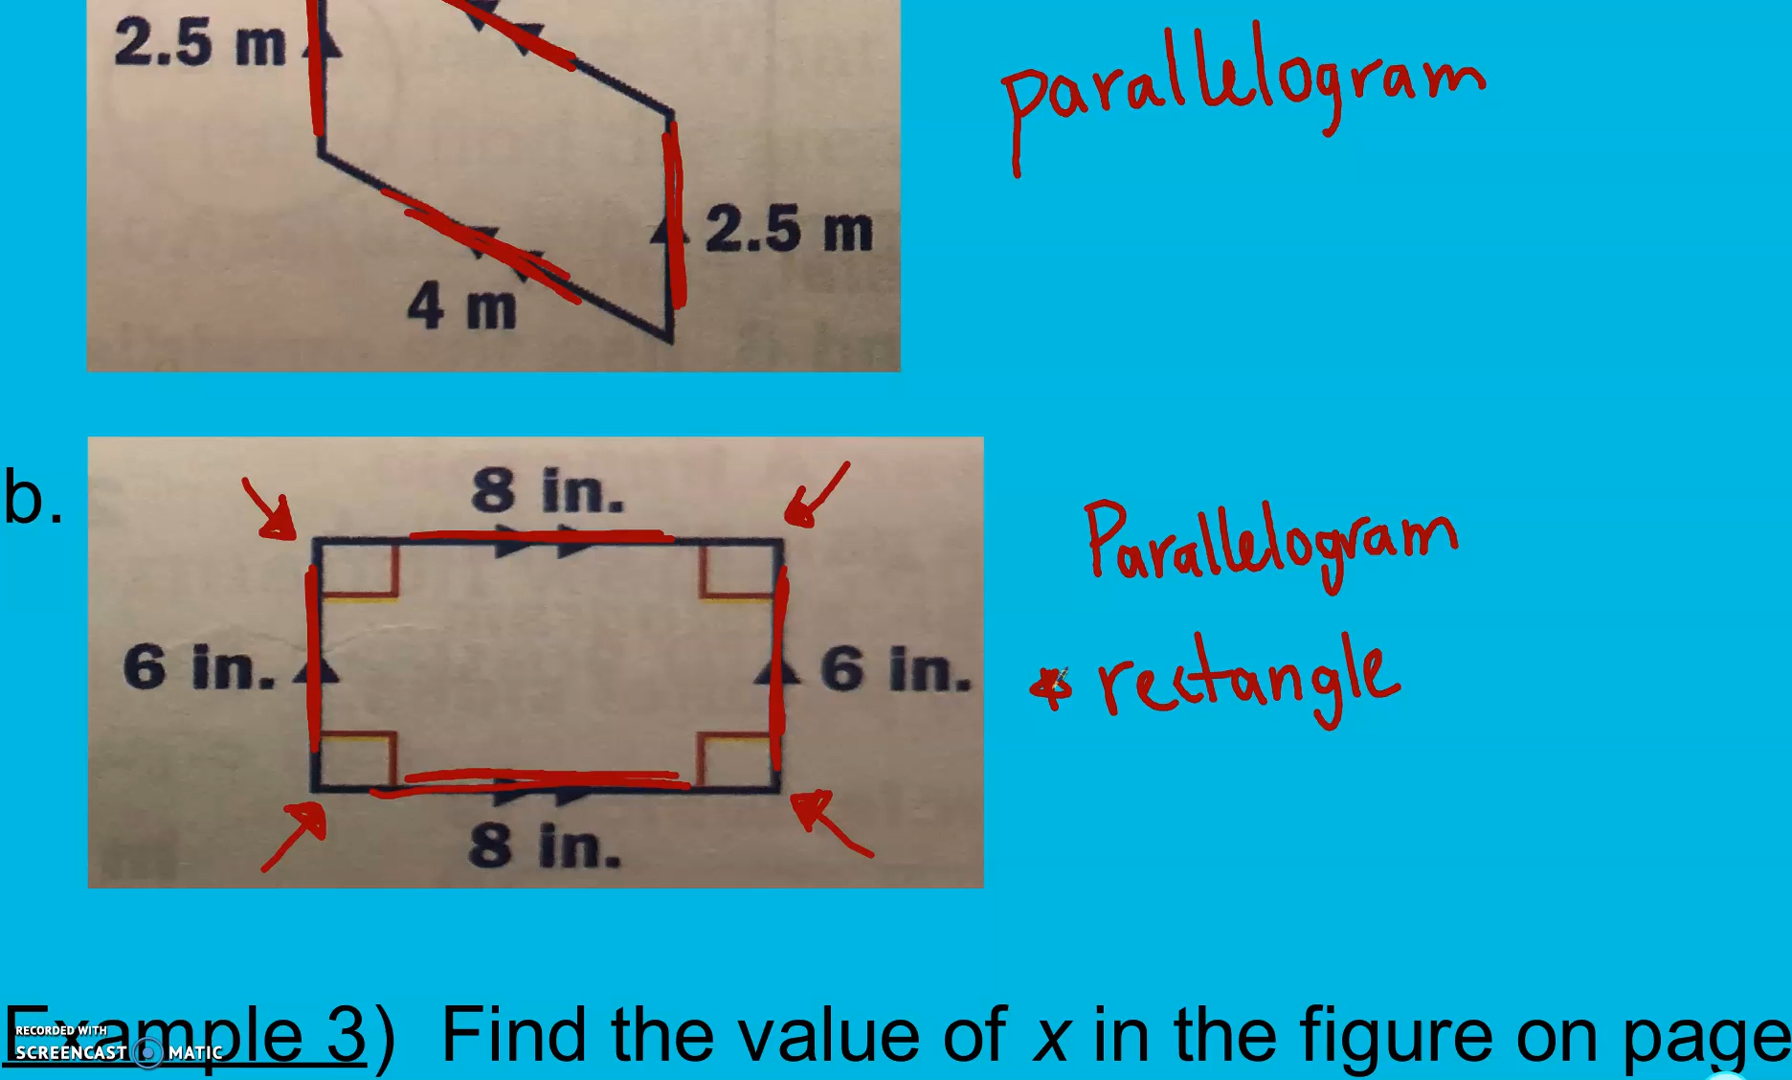 2.5 m
parallelogram
2.5 m
4 m
b.
8 in.
Parallelogram
6 in.
6 in.
* rectangle
8 in.
Example 3) Find the value of x in the figure on page
RECORDED WITH
SCREENCAST MATIC